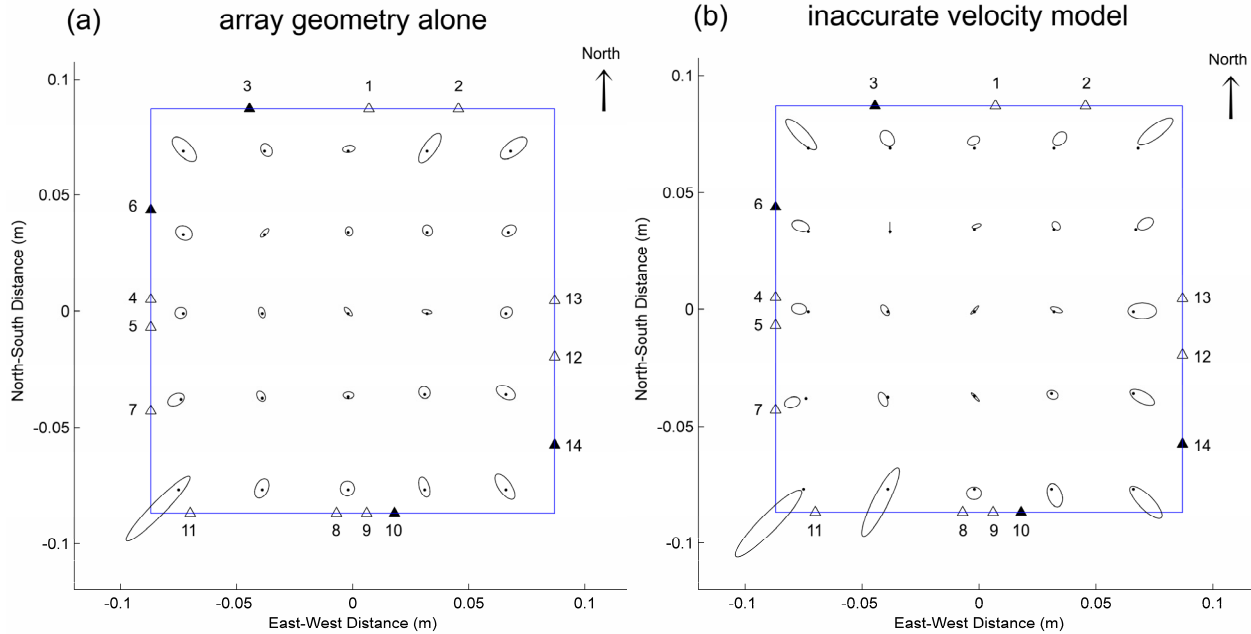 (a) array geometry alone
North
0.1
0.05
0
-0.05
-0.1
North-South Distance (m)
3 1 2
6
4
5
7
13
12
14
11 8 9 10
-0.1 -0.05 0 0.05 0.1
East-West Distance (m)
(b) inaccurate velocity model
North
0.1
0.05
0
-0.05
-0.1
North-South Distance (m)
3 1 2
6
4
5
7
13
12
14
11 8 9 10
-0.1 -0.05 0 0.05 0.1
East-West Distance (m)